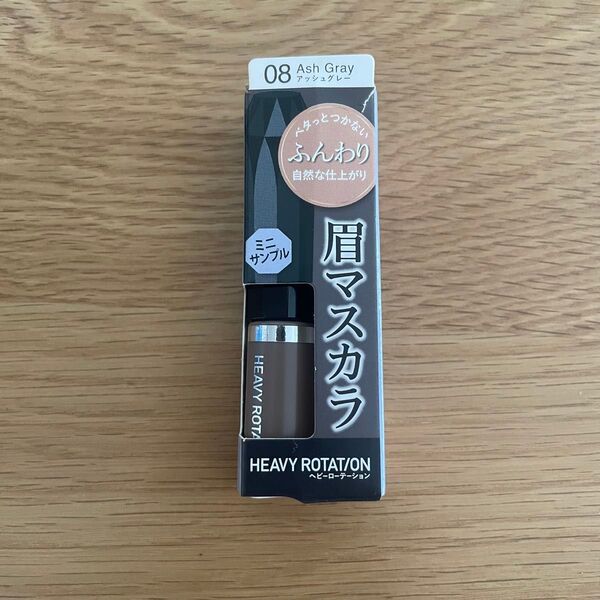 08 Ash Gray
アッシュグレー
ベタっとつかない
ふんわり
自然な仕上がり
ミニ
サンプル
眉マスカラ
HEAVY ROTA
HEAVY ROTAT/ON
ヘビーローテーション